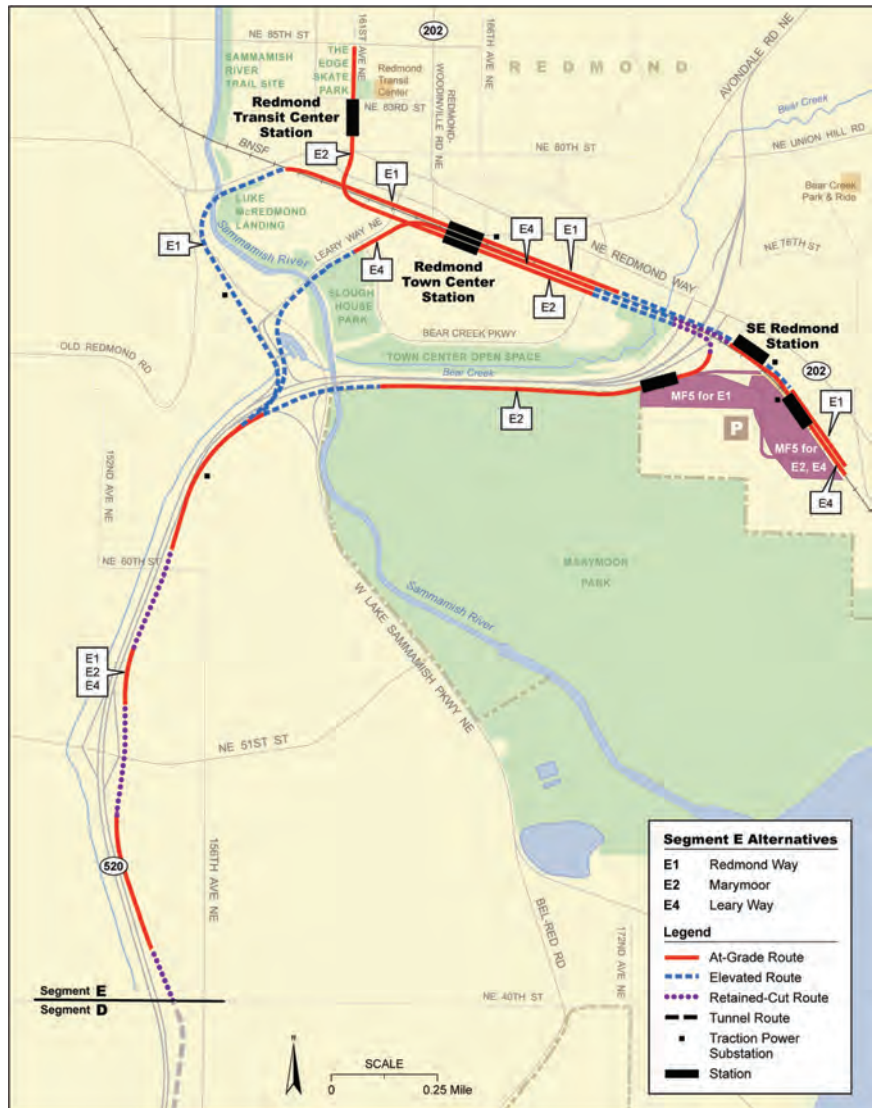 NE 85TH ST
161ST AVE NE
202
166TH AVE NE
AVONDALE RD NE
SAMMAMISH
RIVER
TRAIL SITE
THE
EDGE
SKATE
PARK
Redmond
Transit
Center
REDMOND-
WOODINVILLE RD NE
REDMOND
Redmond
Transit Center
Station
NE 83RD ST
Bear Creek
BNSF
E2
NE 80TH ST
NE UNION HILL RD
E1
Bear Creek
Park & Ride
LUKE
McREDMOND
LANDING
LEARY WAY NE
E1
Sammamish River
E4
E1
NE REDMOND WAY
NE 76TH ST
E4
Redmond
Town Center
Station
E2
SLOUGH
HOUSE
PARK
BEAR CREEK PKWY
SE Redmond
Station
OLD REDMOND RD
TOWN CENTER OPEN SPACE
Bear Creek
202
E2
MF5 for E1
E1
P
MF5 for
E2, E4
E4
152ND AVE NE
NE 60TH ST
MARYMOOR
PARK
W LAKE SAMMAMISH PKWY NE
Sammamish River
E1
E2
E4
NE 51ST ST
156TH AVE NE
520
BEL-RED RD
172ND AVE NE
NE 40TH ST
Segment E
Segment D
N
SCALE
0
0.25 Mile
Segment E Alternatives
E1 Redmond Way
E2 Marymoor
E4 Leary Way
Legend
At-Grade Route
Elevated Route
Retained-Cut Route
Tunnel Route
Traction Power
Substation
Station